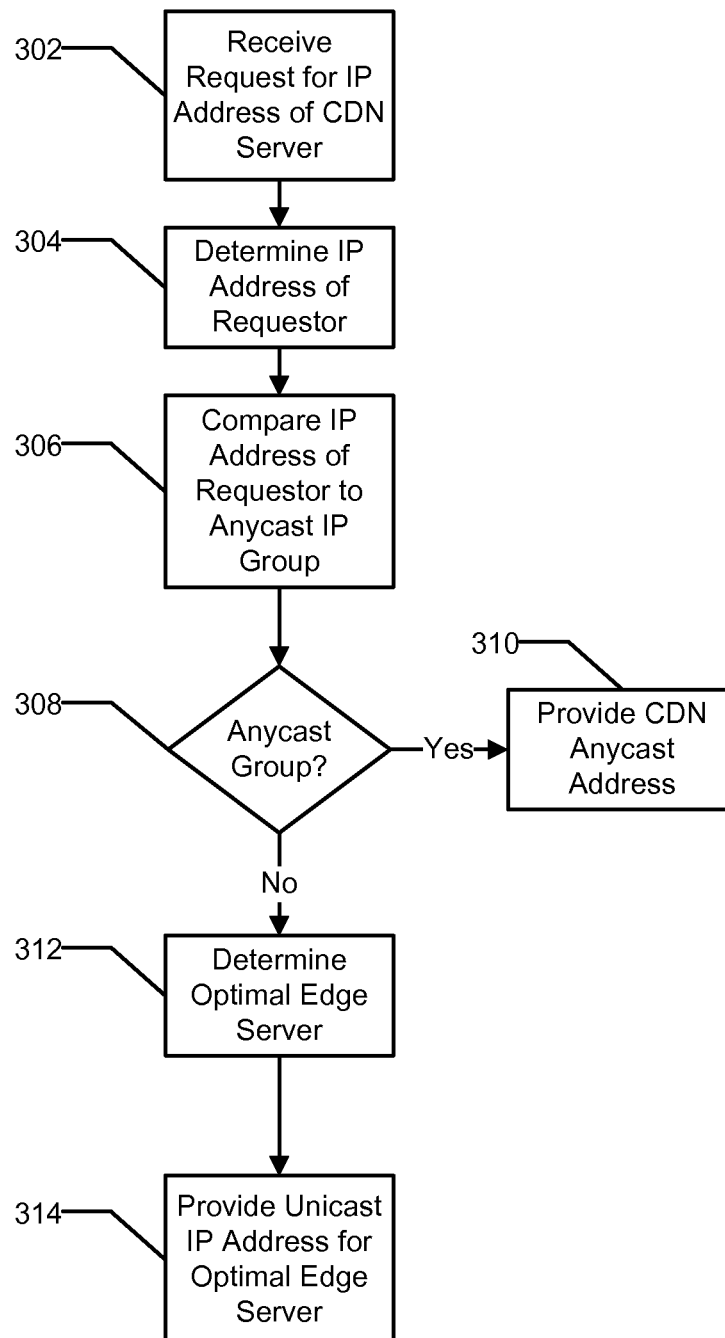 302
Receive
Request for IP
Address of CDN
Server
304
Determine IP
Address of
Requestor
306
Compare IP
Address of
Requestor to
Anycast IP
Group
308
Anycast
Group?
Yes
310
Provide CDN
Anycast
Address
No
312
Determine
Optimal Edge
Server
314
Provide Unicast
IP Address for
Optimal Edge
Server